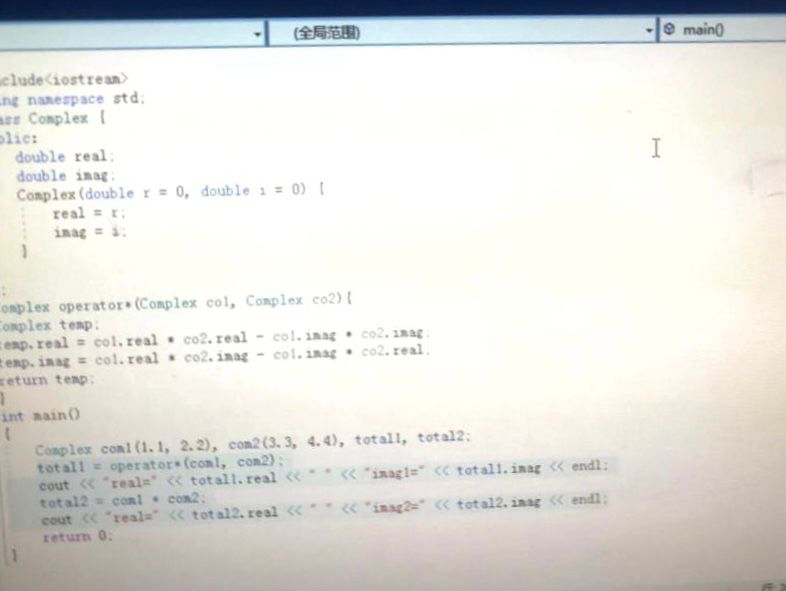 (全局范围) main()
clude<iostream>
ng namespace std;
ass Complex {
blic:
double real;
double imag;
Complex(double r = 0, double i = 0) {
real = r;
imag = i;
}
;
omplex operator*(Complex co1, Complex co2){
omplex temp;
emp.real = co1.real * co2.real - co1.imag * co2.imag;
temp.imag = co1.real * co2.imag - co1.imag * co2.real;
return temp;
}
int main()
{
Complex com1(1.1, 2.2), com2(3.3, 4.4), total1, total2;
total1 = operator*(com1, com2);
cout << "real=" << total1.real << " " << "imag1=" << total1.imag << endl;
total2 = com1 * com2;
cout << "real=" << total2.real << " " << "imag2=" << total2.imag << endl;
return 0;
}